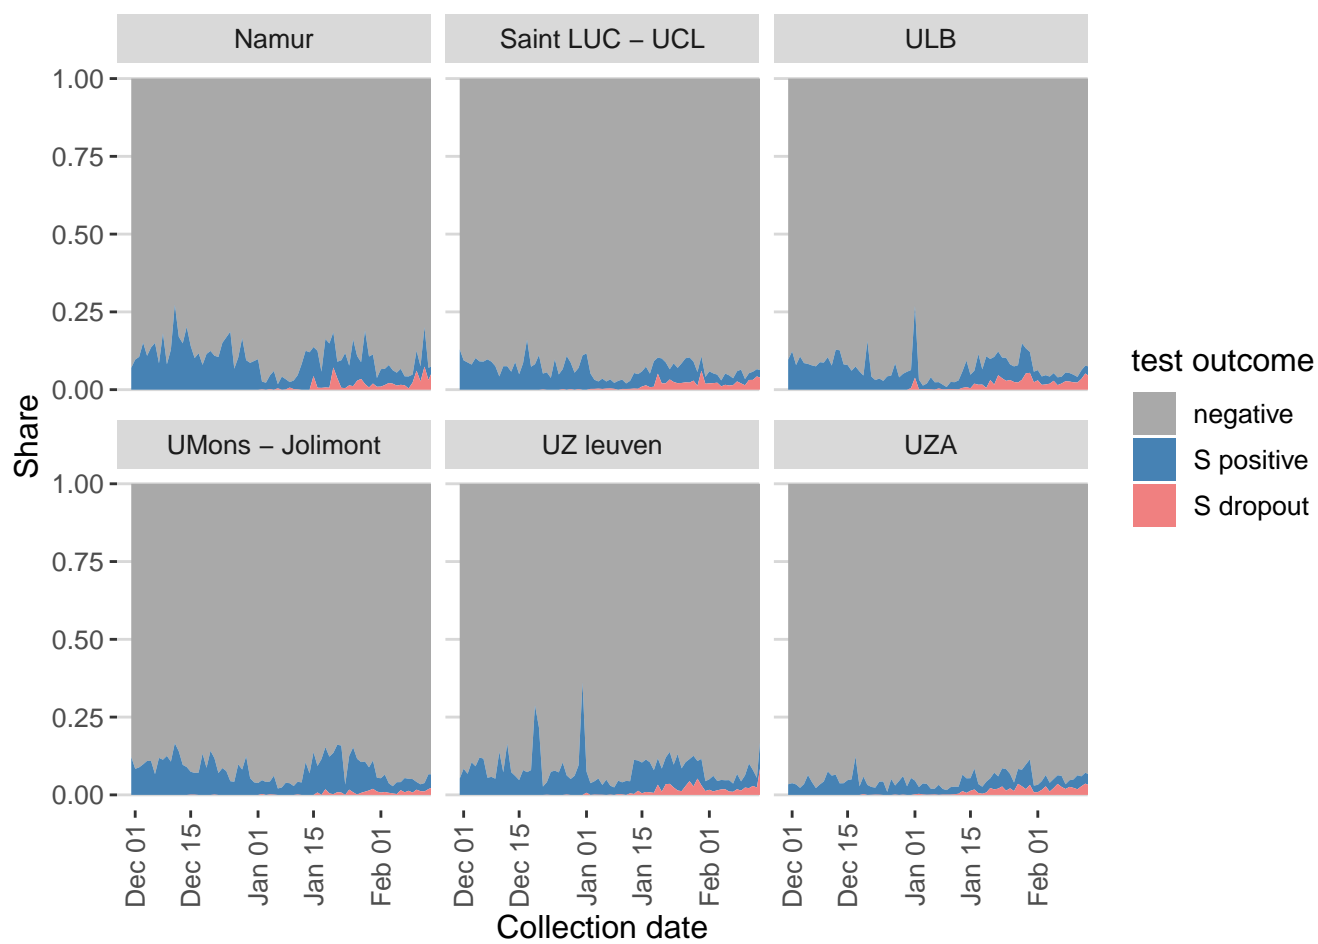 Namur
Saint LUC – UCL
ULB
1.00
0.75
0.50
0.25
0.00
UMons – Jolimont
UZ leuven
UZA
1.00
0.75
0.50
0.25
0.00
Share
Dec 01
Dec 15
Jan 01
Jan 15
Feb 01
Dec 01
Dec 15
Jan 01
Jan 15
Feb 01
Dec 01
Dec 15
Jan 01
Jan 15
Feb 01
Collection date
test outcome
negative
S positive
S dropout